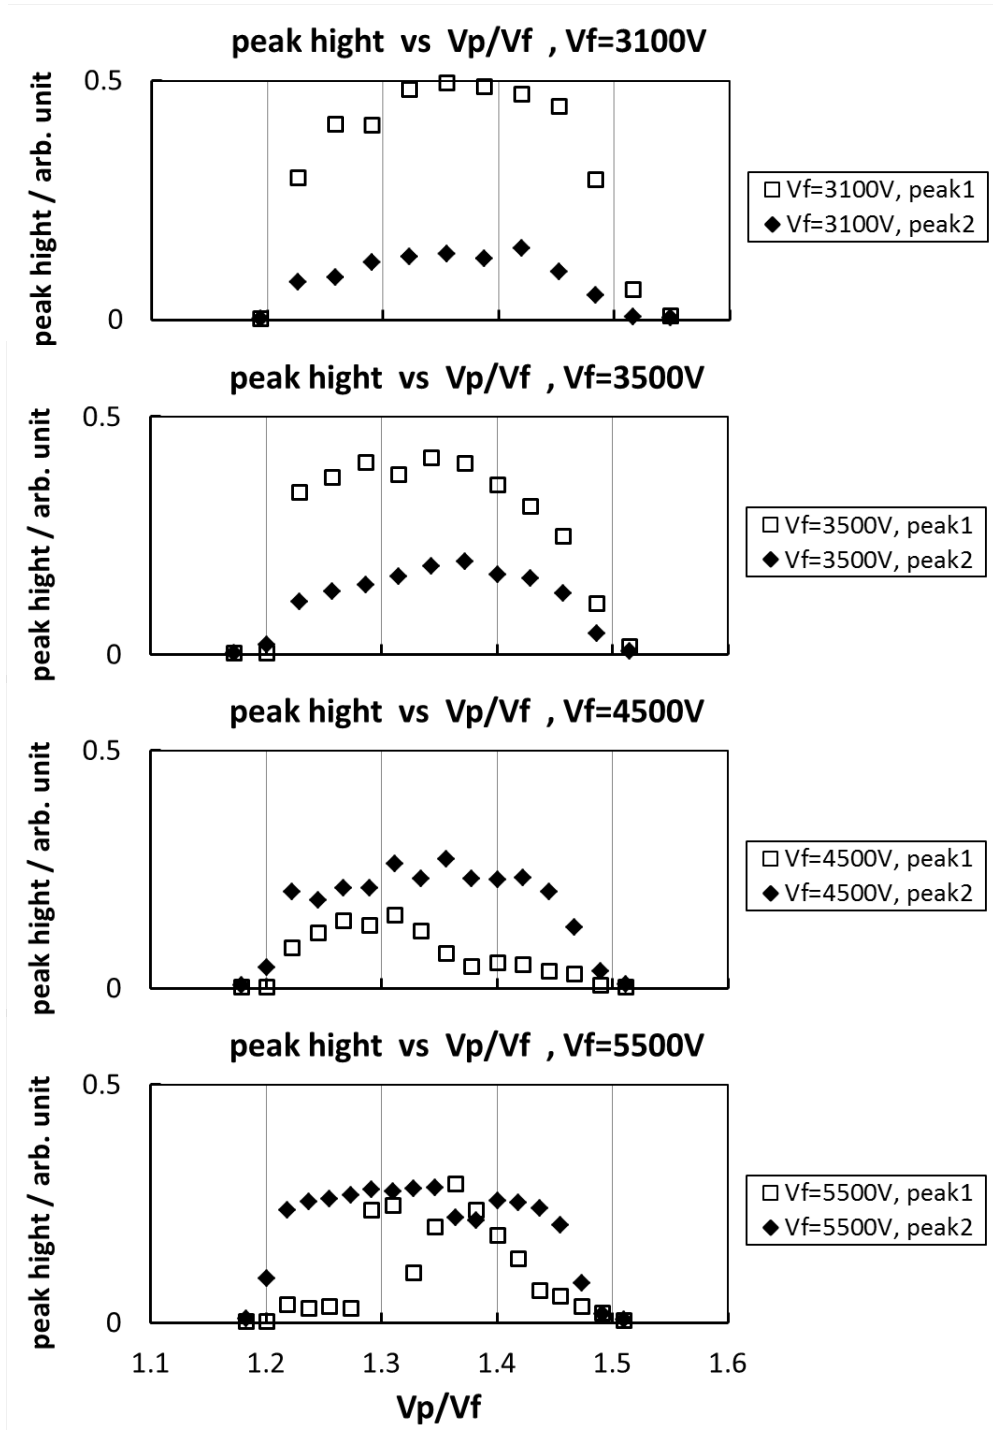 peak hight vs Vp/Vf , Vf=3100V
peak hight / arb. unit
0.5
0
Vf=3100V, peak1
Vf=3100V, peak2
peak hight vs Vp/Vf , Vf=3500V
peak hight / arb. unit
0.5
0
Vf=3500V, peak1
Vf=3500V, peak2
peak hight vs Vp/Vf , Vf=4500V
peak hight / arb. unit
0.5
0
Vf=4500V, peak1
Vf=4500V, peak2
peak hight vs Vp/Vf , Vf=5500V
peak hight / arb. unit
0.5
0
Vf=5500V, peak1
Vf=5500V, peak2
1.1 1.2 1.3 1.4 1.5 1.6
Vp/Vf